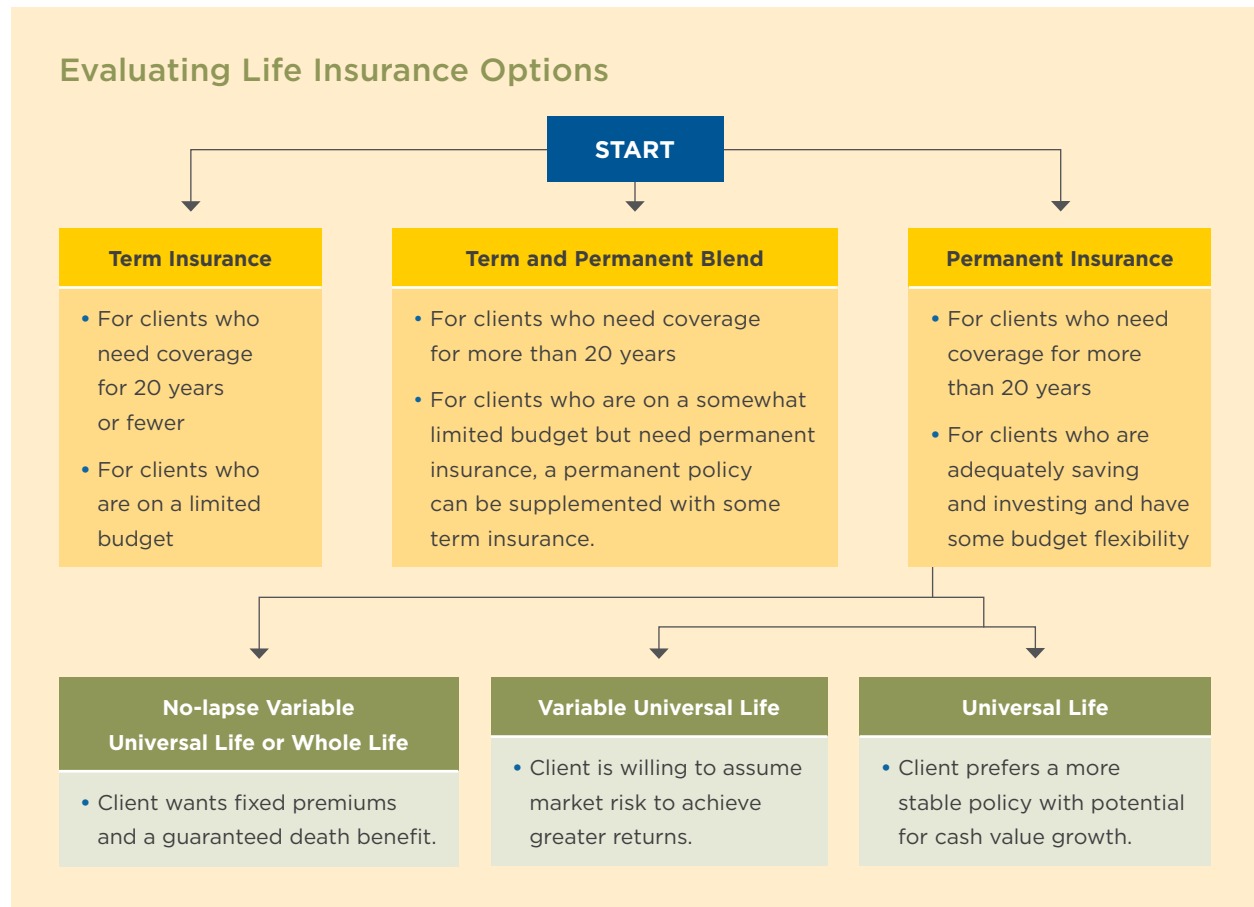 Evaluating Life Insurance Options
START
Term Insurance
• For clients who
need coverage
for 20 years
or fewer
• For clients who
are on a limited
budget
Term and Permanent Blend
• For clients who need coverage
for more than 20 years
• For clients who are on a somewhat
limited budget but need permanent
insurance, a permanent policy
can be supplemented with some
term insurance.
Permanent Insurance
• For clients who need
coverage for more
than 20 years
• For clients who are
adequately saving
and investing and have
some budget flexibility
No-lapse Variable
Universal Life or Whole Life
• Client wants fixed premiums
and a guaranteed death benefit.
Variable Universal Life
• Client is willing to assume
market risk to achieve
greater returns.
Universal Life
• Client prefers a more
stable policy with potential
for cash value growth.